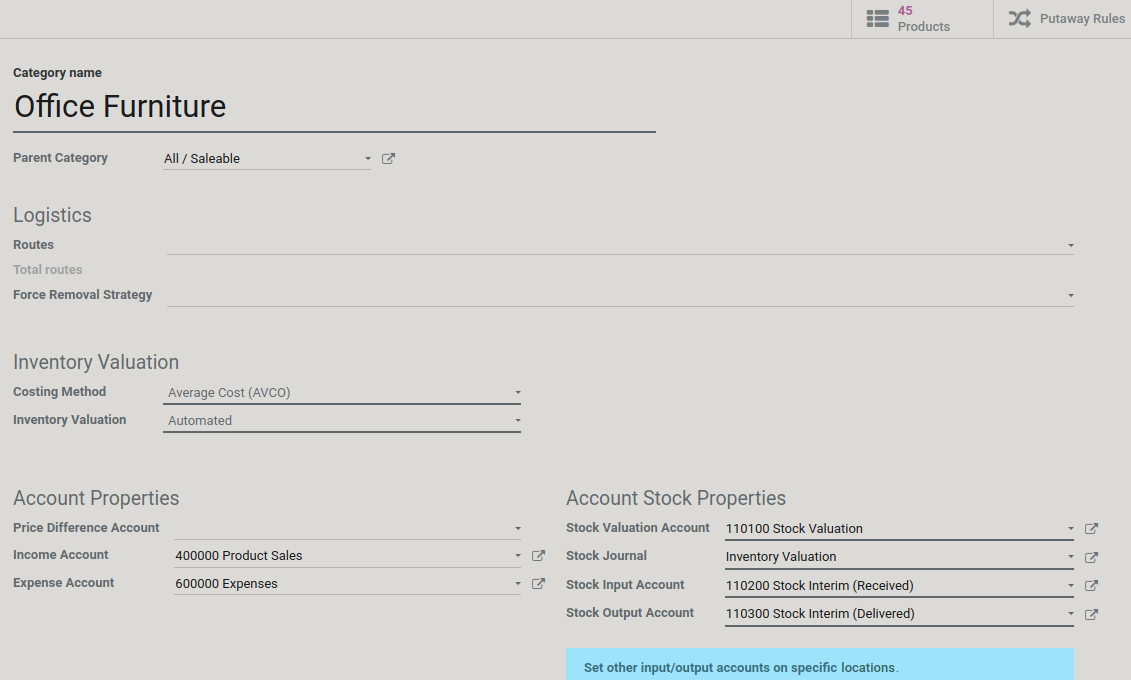 45
Products
Putaway Rules
Category name
Office Furniture
Parent Category All / Saleable
Logistics
Routes
Total routes
Force Removal Strategy
Inventory Valuation
Costing Method Average Cost (AVCO)
Inventory Valuation Automated
Account Properties
Price Difference Account
Income Account 400000 Product Sales
Expense Account 600000 Expenses
Account Stock Properties
Stock Valuation Account 110100 Stock Valuation
Stock Journal Inventory Valuation
Stock Input Account 110200 Stock Interim (Received)
Stock Output Account 110300 Stock Interim (Delivered)
Set other input/output accounts on specific locations.